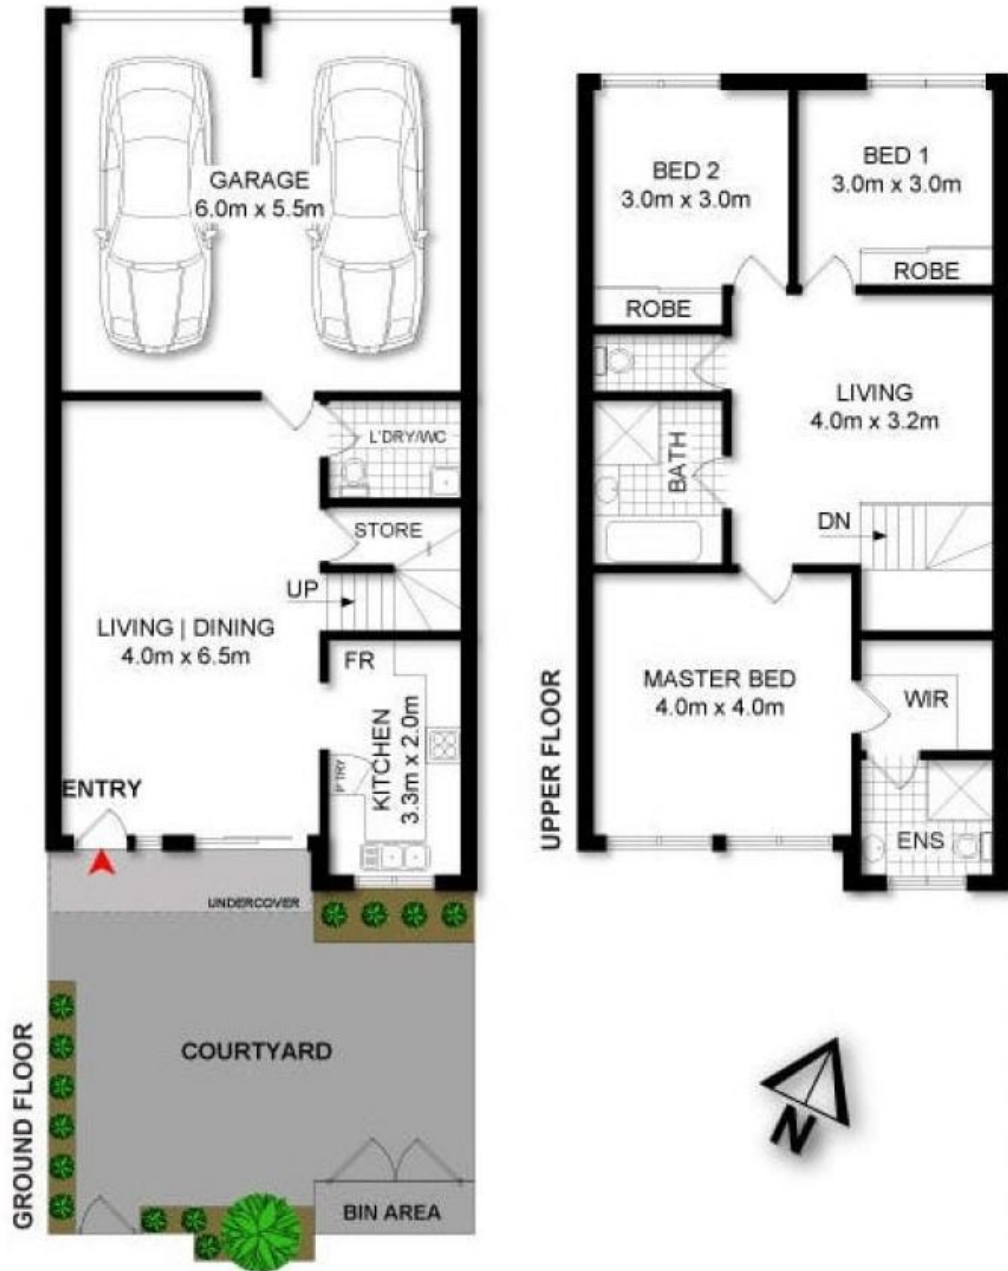 GARAGE
6.0m x 5.5m
L'DRY/WC
STORE
UP
LIVING | DINING
4.0m x 6.5m
FR
KITCHEN
3.3m x 2.0m
P'TRY
ENTRY
UNDERCOVER
COURTYARD
BIN AREA
GROUND FLOOR
BED 2
3.0m x 3.0m
BED 1
3.0m x 3.0m
ROBE
ROBE
LIVING
4.0m x 3.2m
BATH
DN
MASTER BED
4.0m x 4.0m
WIR
ENS
UPPER FLOOR
N